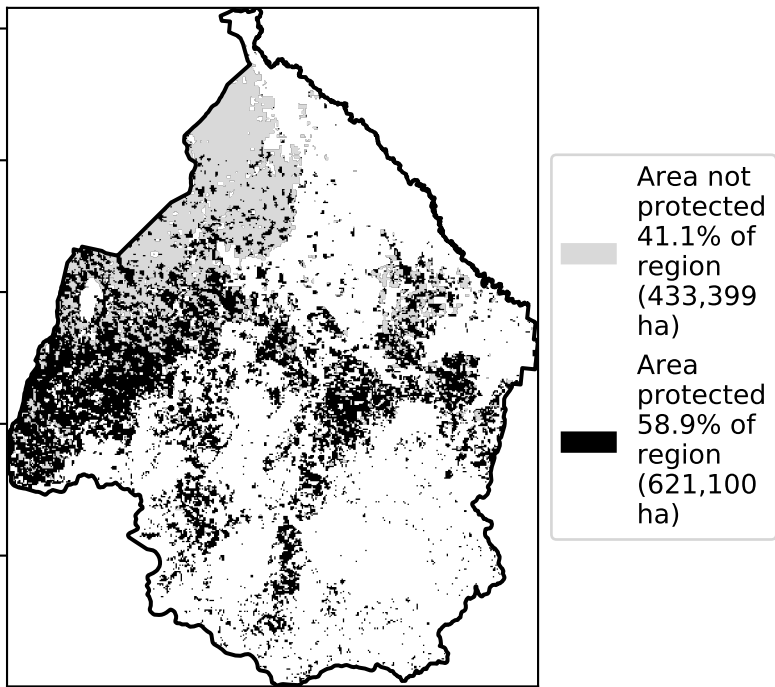 Area not
protected
41.1% of
region
(433,399
ha)
Area
protected
58.9% of
region
(621,100
ha)